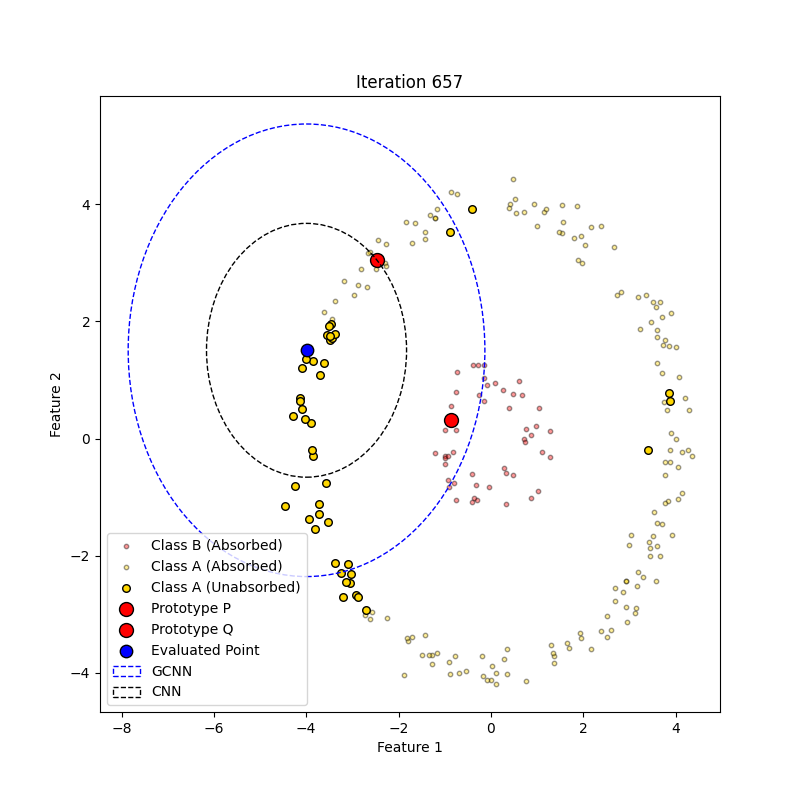 Iteration 657
Feature 2
4
2
0
−2
−4
Class B (Absorbed)
Class A (Absorbed)
Class A (Unabsorbed)
Prototype P
Prototype Q
Evaluated Point
GCNN
CNN
−8
−6
−4
−2
0
2
4
Feature 1